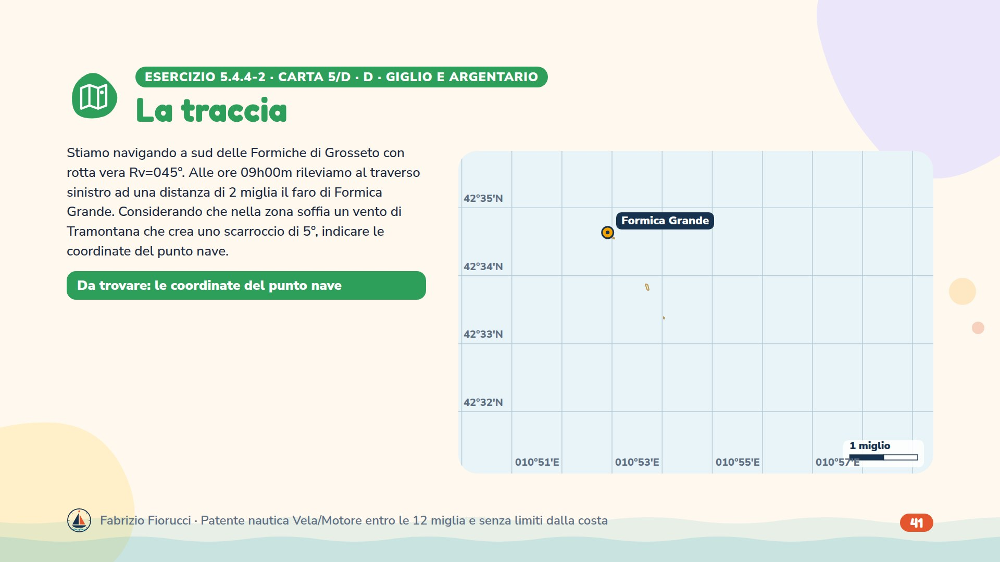 ESERCIZIO 5.4.4-2 · CARTA 5/D · D · GIGLIO E ARGENTARIO
La traccia
Stiamo navigando a sud delle Formiche di Grosseto con
rotta vera Rv=045°. Alle ore 09h00m rileviamo al traverso
sinistro ad una distanza di 2 miglia il faro di Formica
Grande. Considerando che nella zona soffia un vento di
Tramontana che crea uno scarroccio di 5°, indicare le
coordinate del punto nave.
Da trovare: le coordinate del punto nave
42°35'N
Formica Grande
42°34'N
42°33'N
42°32'N
1 miglio
010°51'E
010°53'E
010°55'E
010°57'E
Fabrizio Fiorucci · Patente nautica Vela/Motore entro le 12 miglia e senza limiti dalla costa
41